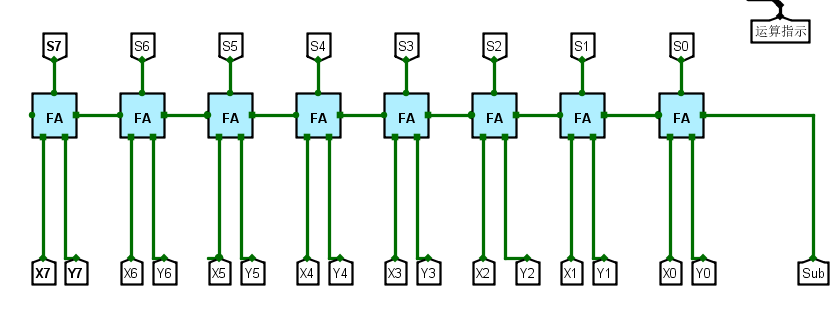 运算指示
S7 S6 S5 S4 S3 S2 S1 S0
FA FA FA FA FA FA FA FA
X7 Y7 X6 Y6 X5 Y5 X4 Y4 X3 Y3 X2 Y2 X1 Y1 X0 Y0 Sub